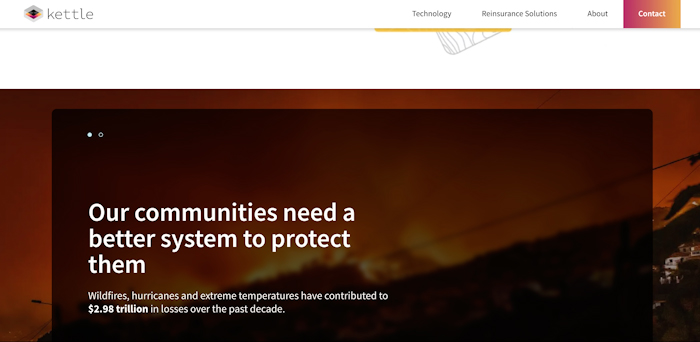 kettle
Technology
Reinsurance Solutions
About
Contact
Our communities need a
better system to protect
them
Wildfires, hurricanes and extreme temperatures have contributed to
$2.98 trillion in losses over the past decade.